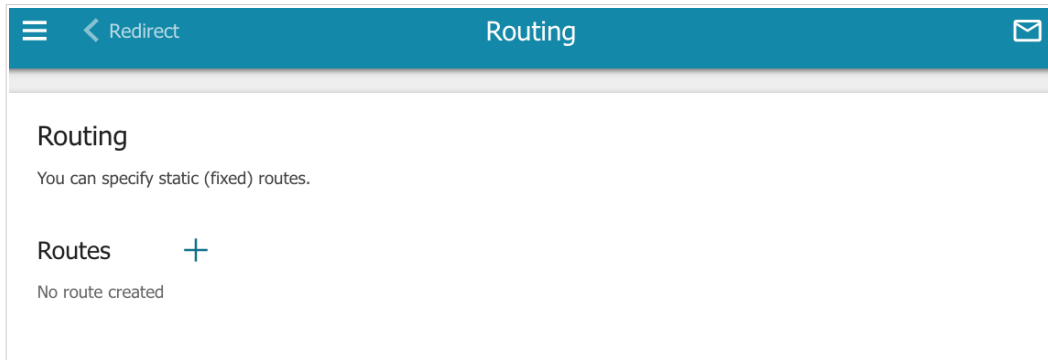 Redirect
Routing
Routing
You can specify static (fixed) routes.
Routes
No route created